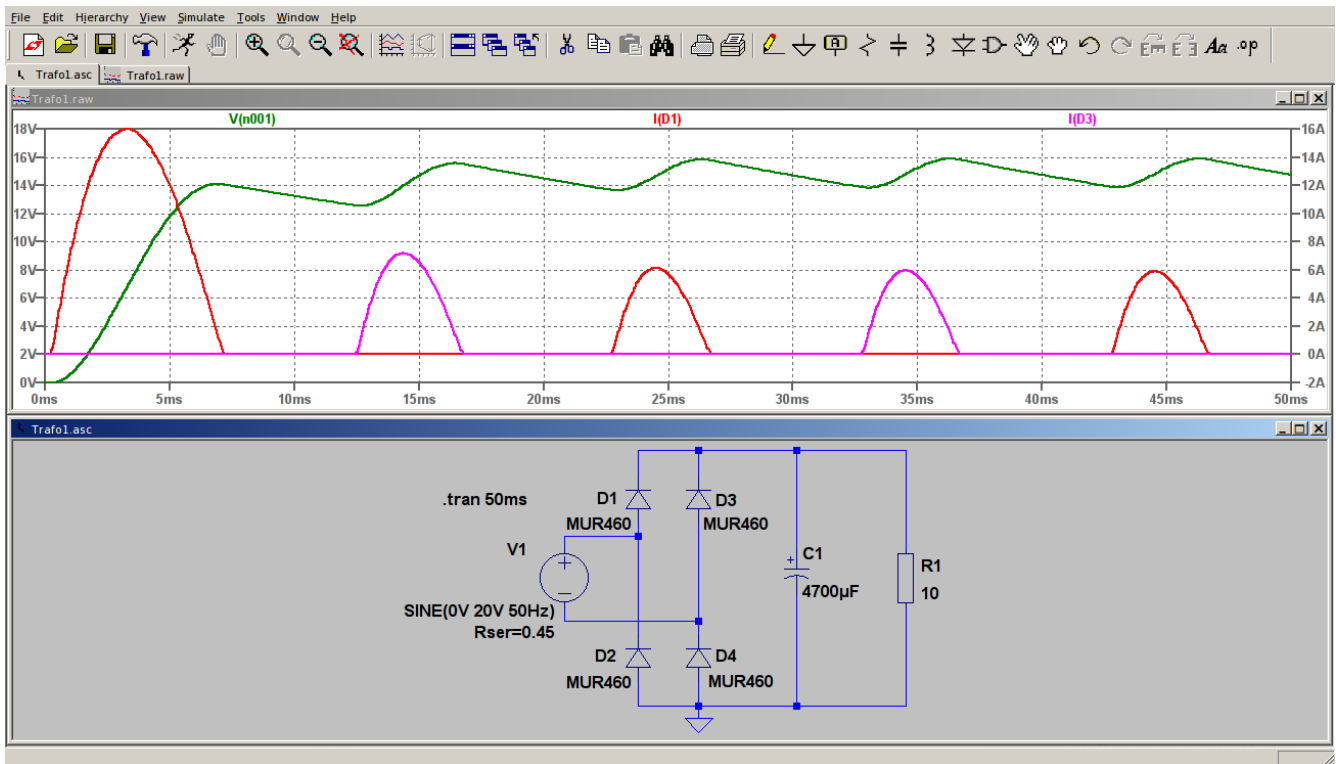 File Edit Hierarchy View Simulate Tools Window Help
A Aa .op
Trafo1.asc Trafo1.raw
Trafo1.raw
V(n001) I(D1) I(D3)
18V 16A
16V 14A
14V 12A
12V 10A
10V 8A
8V 6A
6V 4A
4V 2A
2V 0A
0V -2A
0ms 5ms 10ms 15ms 20ms 25ms 30ms 35ms 40ms 45ms 50ms
Trafo1.asc
.tran 50ms D1 D3
MUR460 MUR460
V1
C1
R1
4700µF
10
SINE(0V 20V 50Hz)
Rser=0.45
D2 D4
MUR460 MUR460